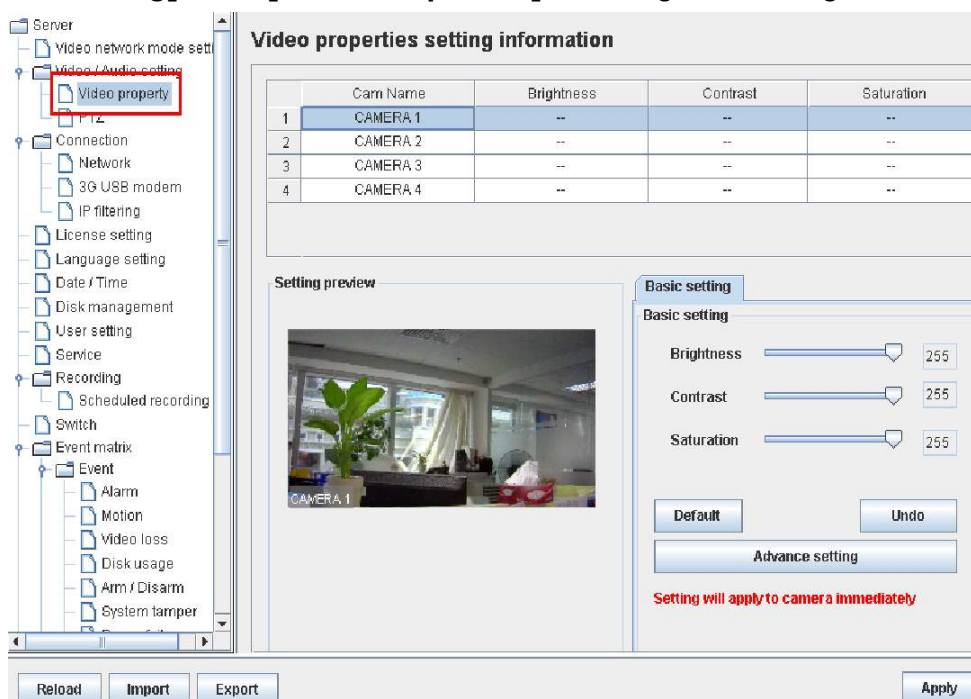 Server
Video network mode setti
Video / Audio setting
Video property
PTZ
Connection
Network
3G USB modem
IP filtering
License setting
Language setting
Date / Time
Disk management
User setting
Service
Recording
Scheduled recording
Switch
Event matrix
Event
Alarm
Motion
Video loss
Disk usage
Arm / Disarm
System tamper
Video properties setting information
Cam Name Brightness Contrast Saturation
1 CAMERA 1 -- -- --
2 CAMERA 2 -- -- --
3 CAMERA 3 -- -- --
4 CAMERA 4 -- -- --
Setting preview
CAMERA 1
Basic setting
Basic setting
Brightness 255
Contrast 255
Saturation 255
Default Undo
Advance setting
Setting will apply to camera immediately
Reload Import Export Apply